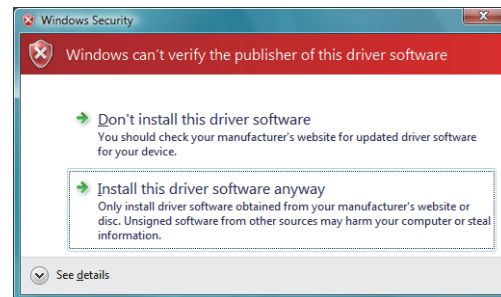 Windows Security
Windows can't verify the publisher of this driver software
Don't install this driver software
You should check your manufacturer's website for updated driver software
for your device.
Install this driver software anyway
Only install driver software obtained from your manufacturer's website or
disc. Unsigned software from other sources may harm your computer or steal
information.
See details